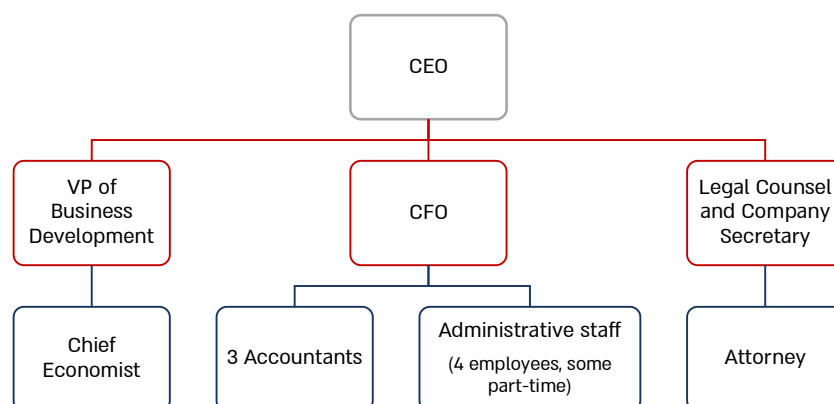 CEO
VP of
Business
Development
CFO
Legal Counsel
and Company
Secretary
Chief
Economist
3 Accountants
Administrative staff
(4 employees, some
part-time)
Attorney